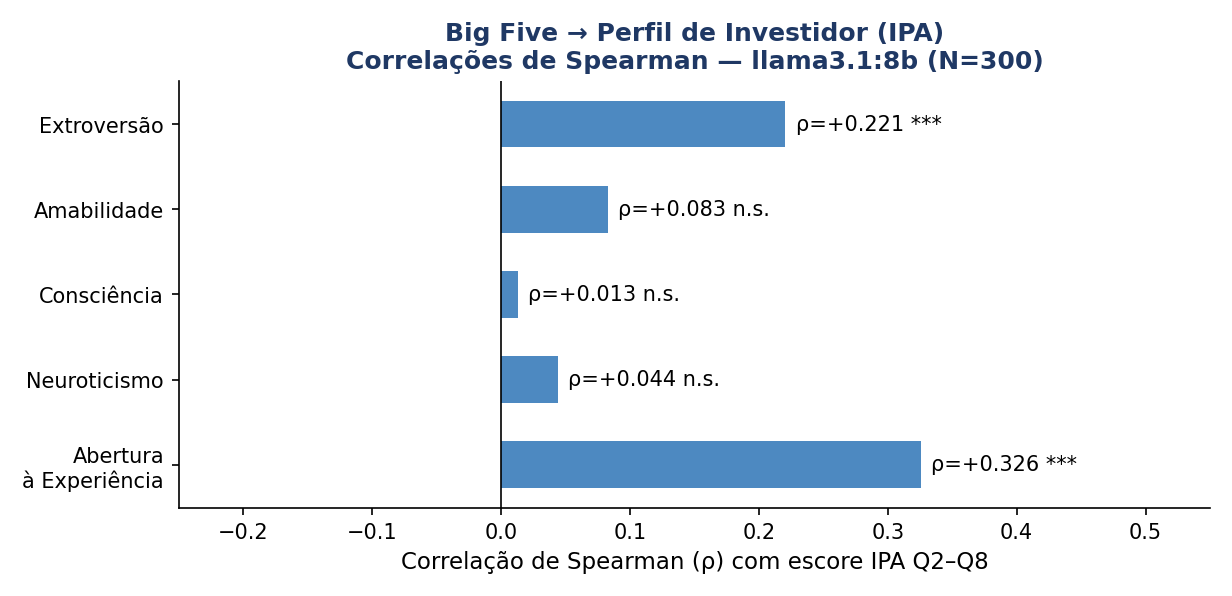 Big Five → Perfil de Investidor (IPA)
Correlações de Spearman — llama3.1:8b (N=300)
Extroversão
ρ=+0.221 ***
Amabilidade
ρ=+0.083 n.s.
Consciência
ρ=+0.013 n.s.
Neuroticismo
ρ=+0.044 n.s.
Abertura
à Experiência
ρ=+0.326 ***
−0.2 −0.1 0.0 0.1 0.2 0.3 0.4 0.5
Correlação de Spearman (ρ) com escore IPA Q2–Q8